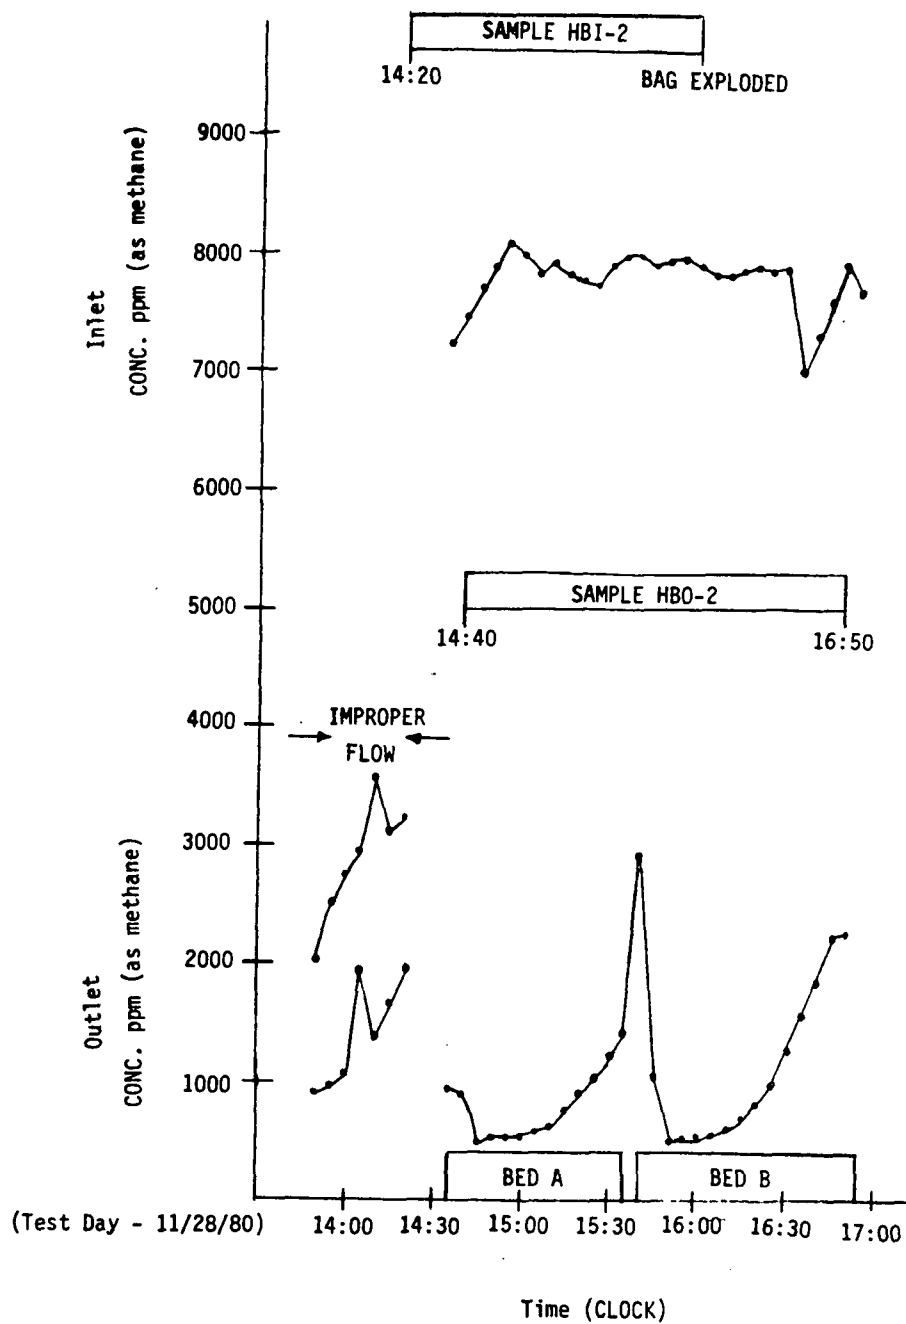 SAMPLE HBI-2
14:20
BAG EXPLODED
9000
8000
7000
6000
5000
4000
3000
2000
1000
Inlet
CONC. ppm (as methane)
SAMPLE HBO-2
14:40
16:50
IMPROPER
FLOW
Outlet
CONC. ppm (as methane)
BED A
BED B
(Test Day - 11/28/80)
14:00
14:30
15:00
15:30
16:00
16:30
17:00
Time (CLOCK)